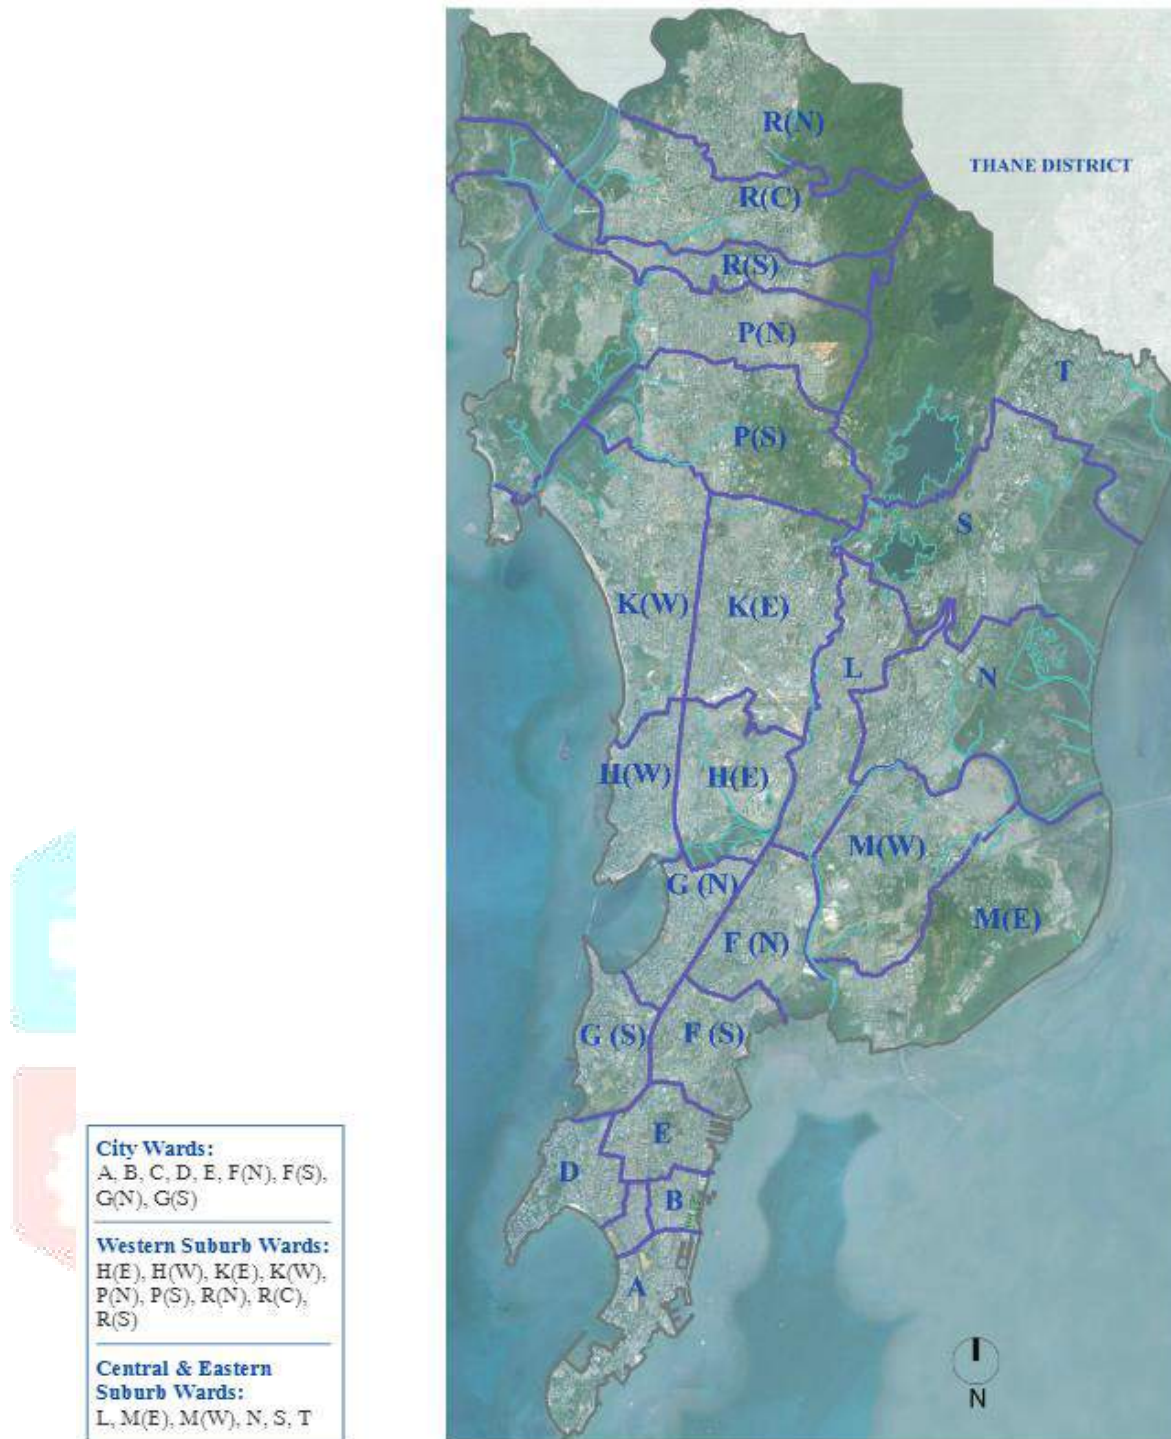 R(N)
THANE DISTRICT
R(C)
R(S)
P(N)
T
P(S)
S
K(W)
K(E)
L
N
H(W)
H(E)
M(W)
G (N)
M(E)
F (N)
G (S)
F (S)
E
D
B
A
N
City Wards:
A, B, C, D, E, F(N), F(S),
G(N), G(S)
Western Suburb Wards:
H(E), H(W), K(E), K(W),
P(N), P(S), R(N), R(C),
R(S)
Central & Eastern
Suburb Wards:
L, M(E), M(W), N, S, T